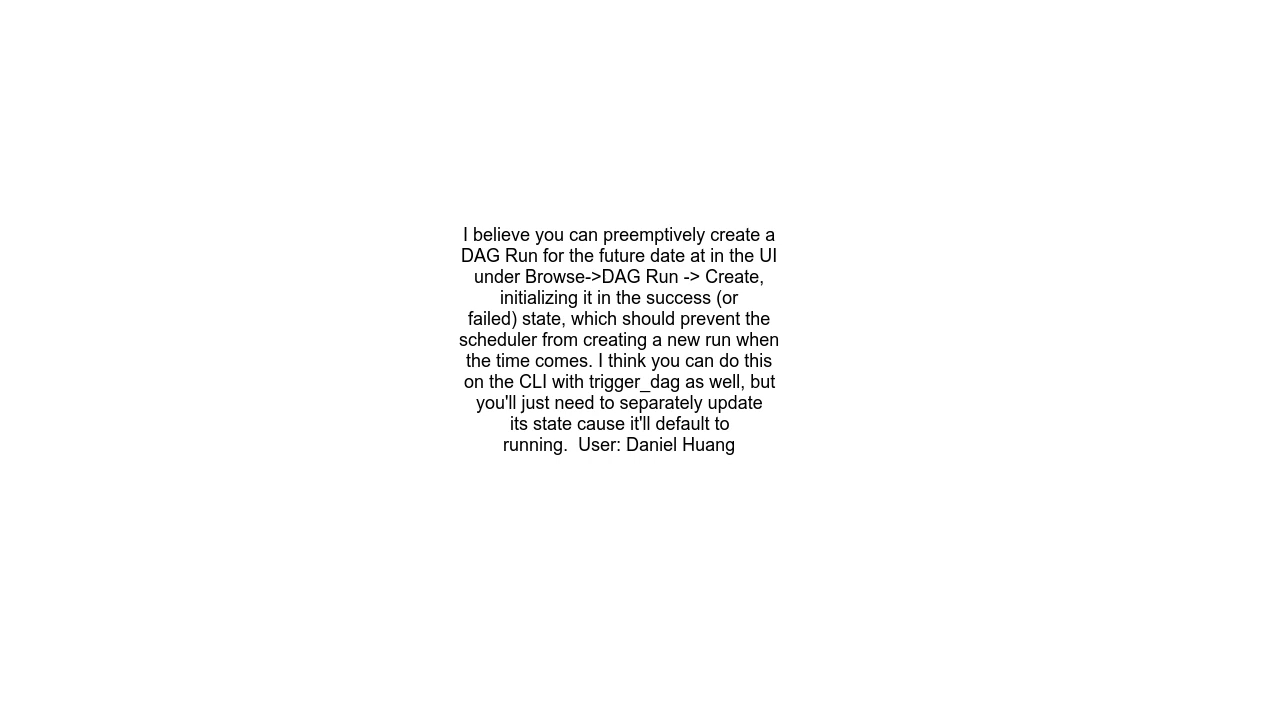 I believe you can preemptively create a
DAG Run for the future date at in the UI
under Browse->DAG Run -> Create,
initializing it in the success (or
failed) state, which should prevent the
scheduler from creating a new run when
the time comes. I think you can do this
on the CLI with trigger_dag as well, but
you'll just need to separately update
its state cause it'll default to
running.  User: Daniel Huang